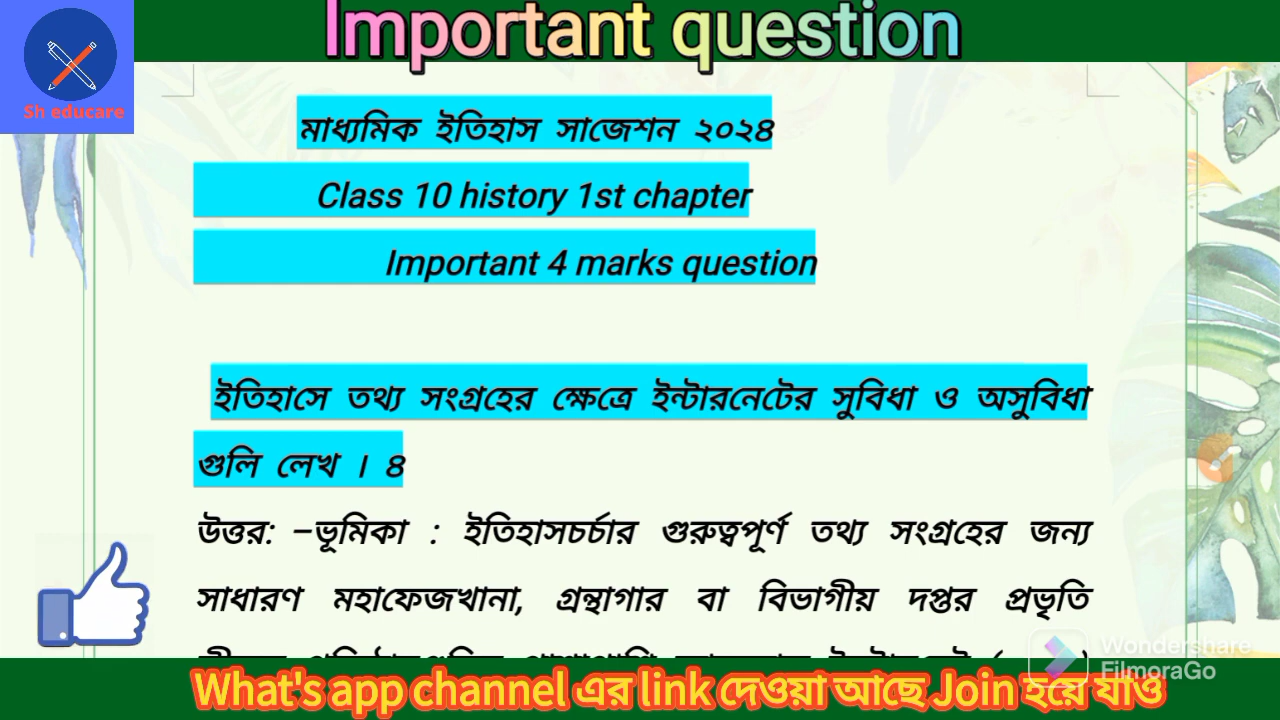 Important question
Sh educare
মাধ্যমিক ইতিহাস সাজেশন ২০২৪
Class 10 history 1st chapter
Important 4 marks question
ইতিহাসে তথ্য সংগ্রহের ক্ষেত্রে ইন্টারনেটের সুবিধা ও অসুবিধা
গুলি লেখ । ৪
উত্তর: –ভূমিকা : ইতিহাসচর্চার গুরুত্বপূর্ণ তথ্য সংগ্রহের জন্য
সাধারণ মহাফেজখানা, গ্রন্থাগার বা বিভাগীয় দপ্তর প্রভৃতি
Wondershare
FilmoraGo
What's app channel এর link দেওয়া আছে Join হয়ে যাও